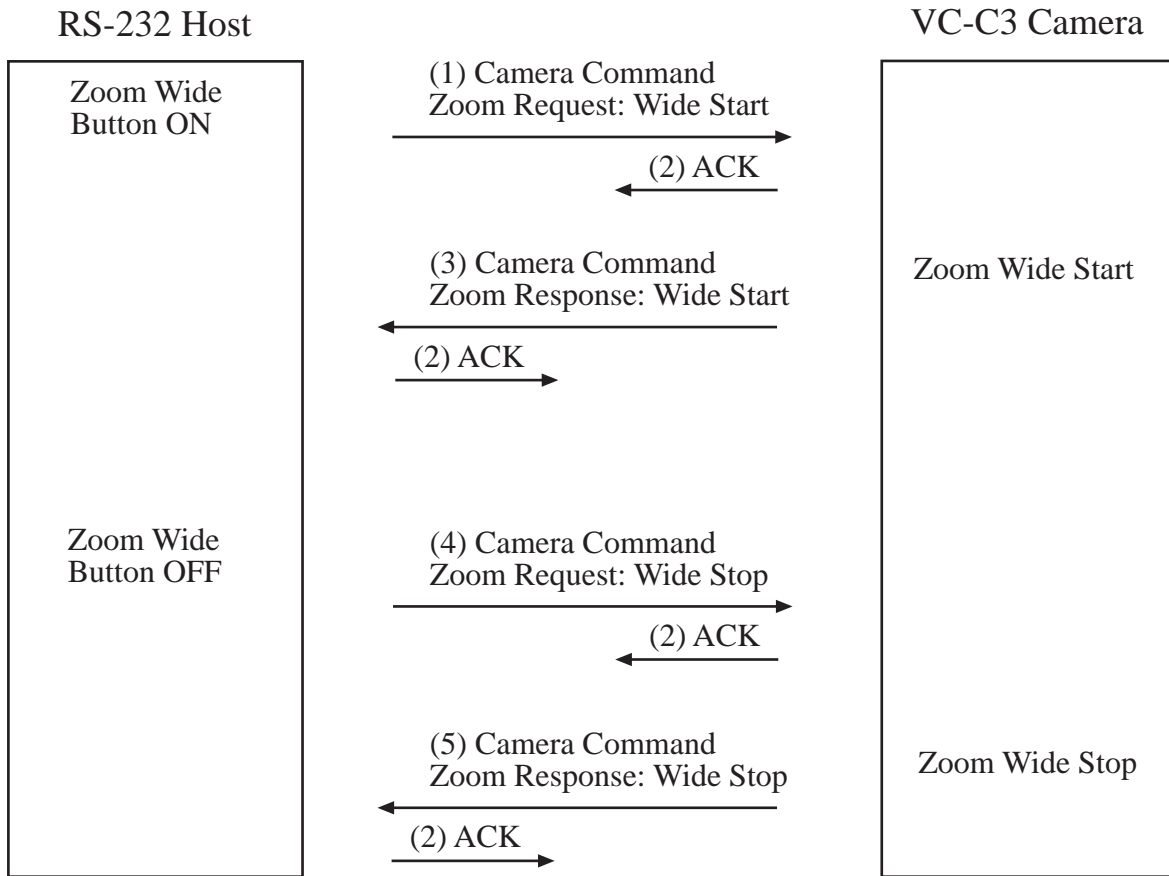 RS-232 Host
VC-C3 Camera
Zoom Wide
Button ON
(1) Camera Command
Zoom Request: Wide Start
(2) ACK
(3) Camera Command
Zoom Response: Wide Start
Zoom Wide Start
(2) ACK
Zoom Wide
Button OFF
(4) Camera Command
Zoom Request: Wide Stop
(2) ACK
(5) Camera Command
Zoom Response: Wide Stop
Zoom Wide Stop
(2) ACK